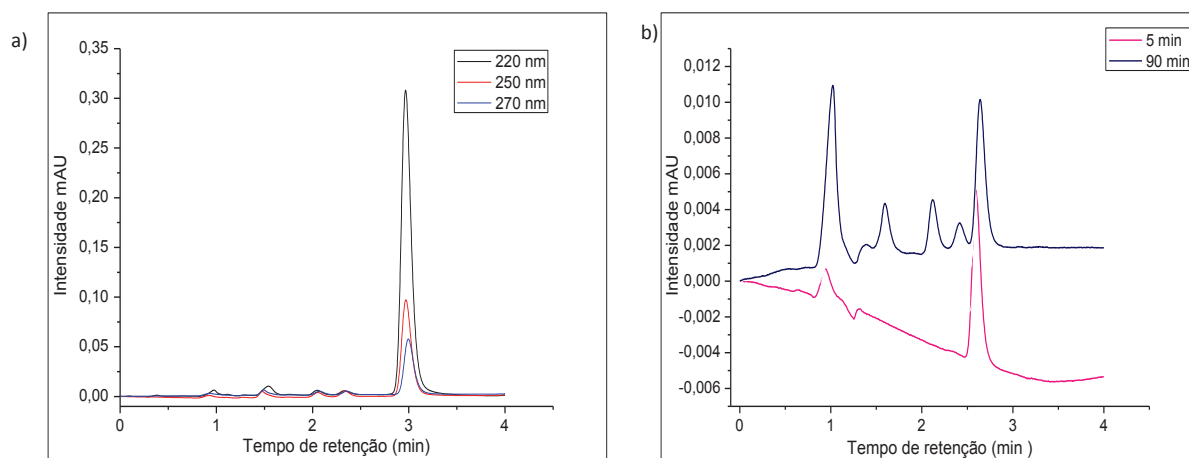 a)
0,35
0,30
0,25
0,20
0,15
0,10
0,05
0,00
Intensidade mAU
220 nm
250 nm
270 nm
0 1 2 3 4
Tempo de retenção (min)
b)
0,012
0,010
0,008
0,006
0,004
0,002
0,000
-0,002
-0,004
-0,006
Intensidade mAU
5 min
90 min
0 1 2 3 4
Tempo de retenção (min )